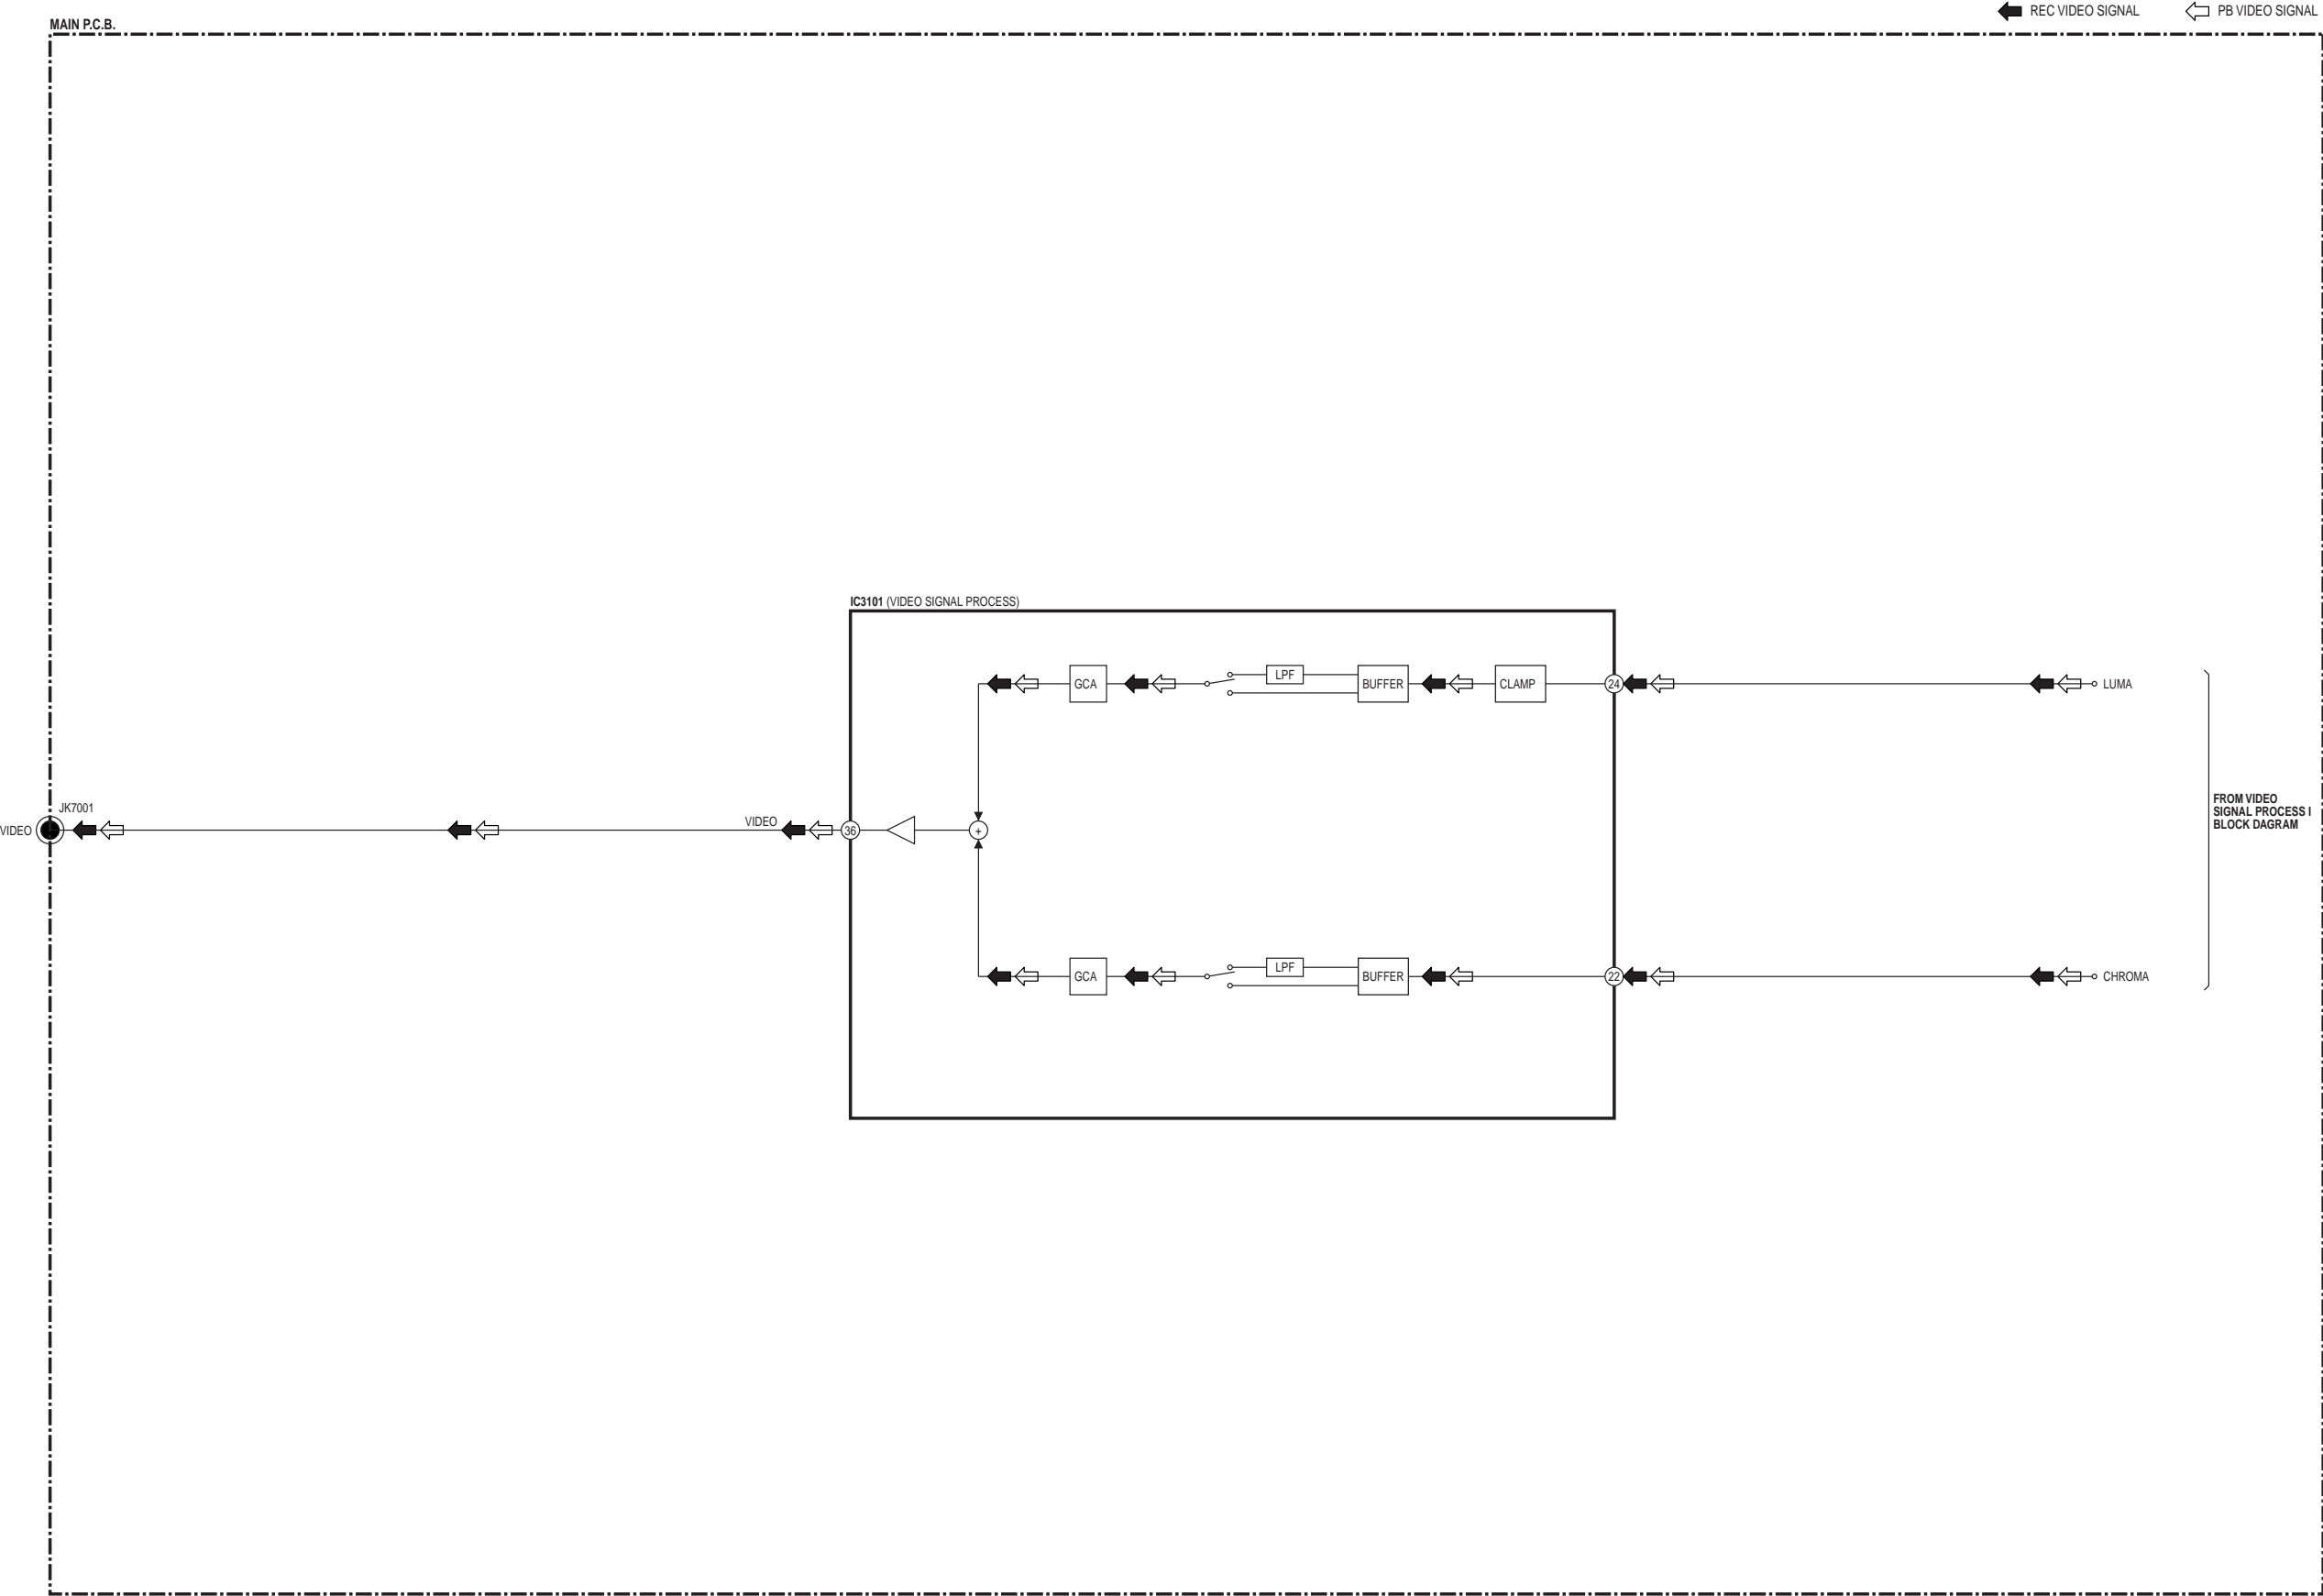 REC VIDEO SIGNAL
PB VIDEO SIGNAL
MAIN P.C.B.
IC3101 (VIDEO SIGNAL PROCESS)
GCA
LPF
BUFFER
CLAMP
24
LUMA
JK7001
VIDEO
VIDEO
36
+
FROM VIDEO
SIGNAL PROCESS I
BLOCK DAGRAM
GCA
LPF
BUFFER
22
CHROMA